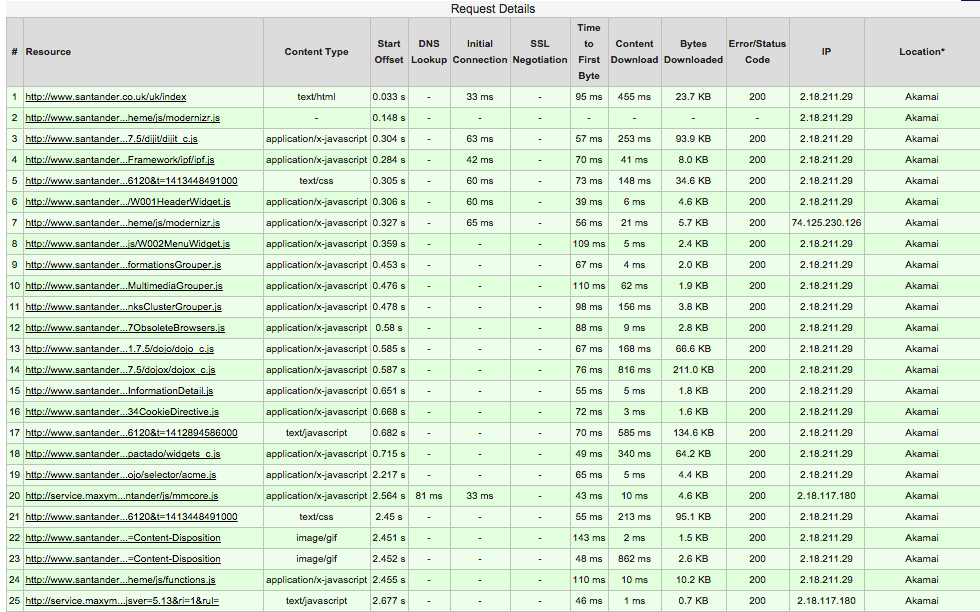 Request Details
# Resource Content Type Start Offset DNS Lookup Initial Connection SSL Negotiation Time to First Byte Content Download Bytes Downloaded Error/Status Code IP Location*
1 http://www.santander.co.uk/uk/index text/html 0.033 s - 33 ms - 95 ms 455 ms 23.7 KB 200 2.18.211.29 Akamai
2 http://www.santander...heme/js/modernizr.js - 0.148 s - - - - - - - 2.18.211.29 Akamai
3 http://www.santander...7.5/dijit/dijit_c.js application/x-javascript 0.304 s - 63 ms - 57 ms 253 ms 93.9 KB 200 2.18.211.29 Akamai
4 http://www.santander...Framework/ipf/ipf.js application/x-javascript 0.284 s - 42 ms - 70 ms 41 ms 8.0 KB 200 2.18.211.29 Akamai
5 http://www.santander...6120&t=1413448491000 text/css 0.305 s - 60 ms - 73 ms 148 ms 34.6 KB 200 2.18.211.29 Akamai
6 http://www.santander.../W001HeaderWidget.js application/x-javascript 0.306 s - 60 ms - 39 ms 6 ms 4.6 KB 200 2.18.211.29 Akamai
7 http://www.santander...heme/js/modernizr.js application/x-javascript 0.327 s - 65 ms - 56 ms 21 ms 5.7 KB 200 74.125.230.126 Akamai
8 http://www.santander...js/W002MenuWidget.js application/x-javascript 0.359 s - - - 109 ms 5 ms 2.4 KB 200 2.18.211.29 Akamai
9 http://www.santander...formationsGrouper.js application/x-javascript 0.453 s - - - 67 ms 4 ms 2.0 KB 200 2.18.211.29 Akamai
10 http://www.santander...MultimediaGrouper.js application/x-javascript 0.476 s - - - 110 ms 62 ms 1.9 KB 200 2.18.211.29 Akamai
11 http://www.santander...nksClusterGrouper.js application/x-javascript 0.478 s - - - 98 ms 156 ms 3.8 KB 200 2.18.211.29 Akamai
12 http://www.santander...7ObsoleteBrowsers.js application/x-javascript 0.58 s - - - 88 ms 9 ms 2.8 KB 200 2.18.211.29 Akamai
13 http://www.santander...1.7.5/dojo/dojo_c.js application/x-javascript 0.585 s - - - 67 ms 168 ms 66.6 KB 200 2.18.211.29 Akamai
14 http://www.santander...7.5/dojox/dojox_c.js application/x-javascript 0.587 s - - - 76 ms 816 ms 211.0 KB 200 2.18.211.29 Akamai
15 http://www.santander...InformationDetail.js application/x-javascript 0.651 s - - - 55 ms 5 ms 1.8 KB 200 2.18.211.29 Akamai
16 http://www.santander...34CookieDirective.js application/x-javascript 0.668 s - - - 72 ms 3 ms 1.6 KB 200 2.18.211.29 Akamai
17 http://www.santander...6120&t=1412894586000 text/javascript 0.682 s - - - 70 ms 585 ms 134.6 KB 200 2.18.211.29 Akamai
18 http://www.santander...pactado/widgets_c.js application/x-javascript 0.715 s - - - 49 ms 340 ms 64.2 KB 200 2.18.211.29 Akamai
19 http://www.santander...ojo/selector/acme.js application/x-javascript 2.217 s - - - 65 ms 5 ms 4.4 KB 200 2.18.211.29 Akamai
20 http://service.maxym...ntander/js/mmcore.js application/x-javascript 2.564 s 81 ms 33 ms - 43 ms 10 ms 4.6 KB 200 2.18.117.180 Akamai
21 http://www.santander...6120&t=1413448491000 text/css 2.45 s - - - 55 ms 213 ms 95.1 KB 200 2.18.211.29 Akamai
22 http://www.santander...=Content-Disposition image/gif 2.451 s - - - 143 ms 2 ms 1.5 KB 200 2.18.211.29 Akamai
23 http://www.santander...=Content-Disposition image/gif 2.452 s - - - 48 ms 862 ms 2.6 KB 200 2.18.211.29 Akamai
24 http://www.santander...heme/js/functions.js application/x-javascript 2.455 s - - - 110 ms 10 ms 10.2 KB 200 2.18.211.29 Akamai
25 http://service.maxym...jsver=5.13&ri=1&rul= text/javascript 2.677 s - - - 46 ms 1 ms 0.7 KB 200 2.18.117.180 Akamai